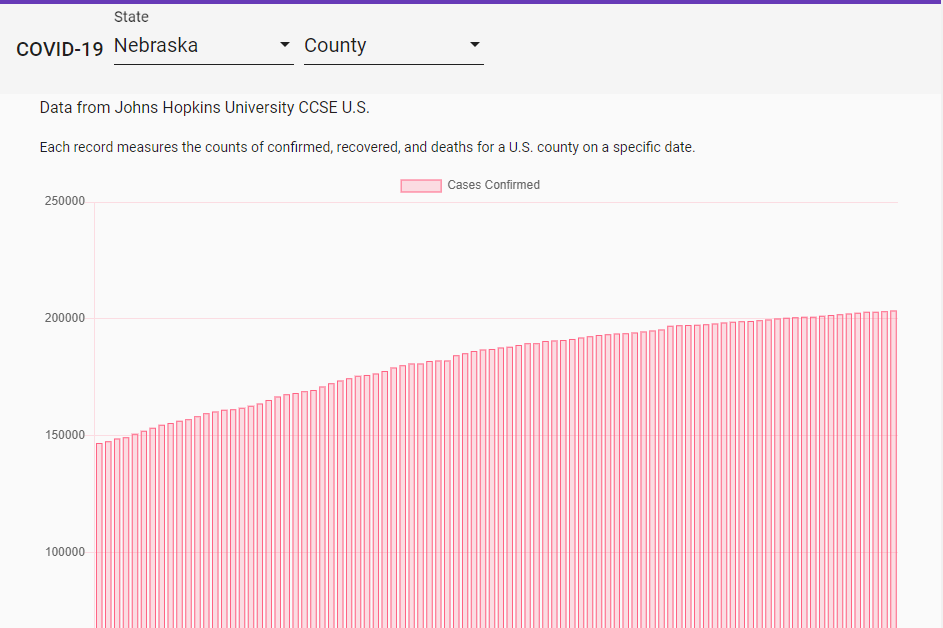 State
COVID-19 Nebraska County
Data from Johns Hopkins University CCSE U.S.
Each record measures the counts of confirmed, recovered, and deaths for a U.S. county on a specific date.
Cases Confirmed
250000
200000
150000
100000